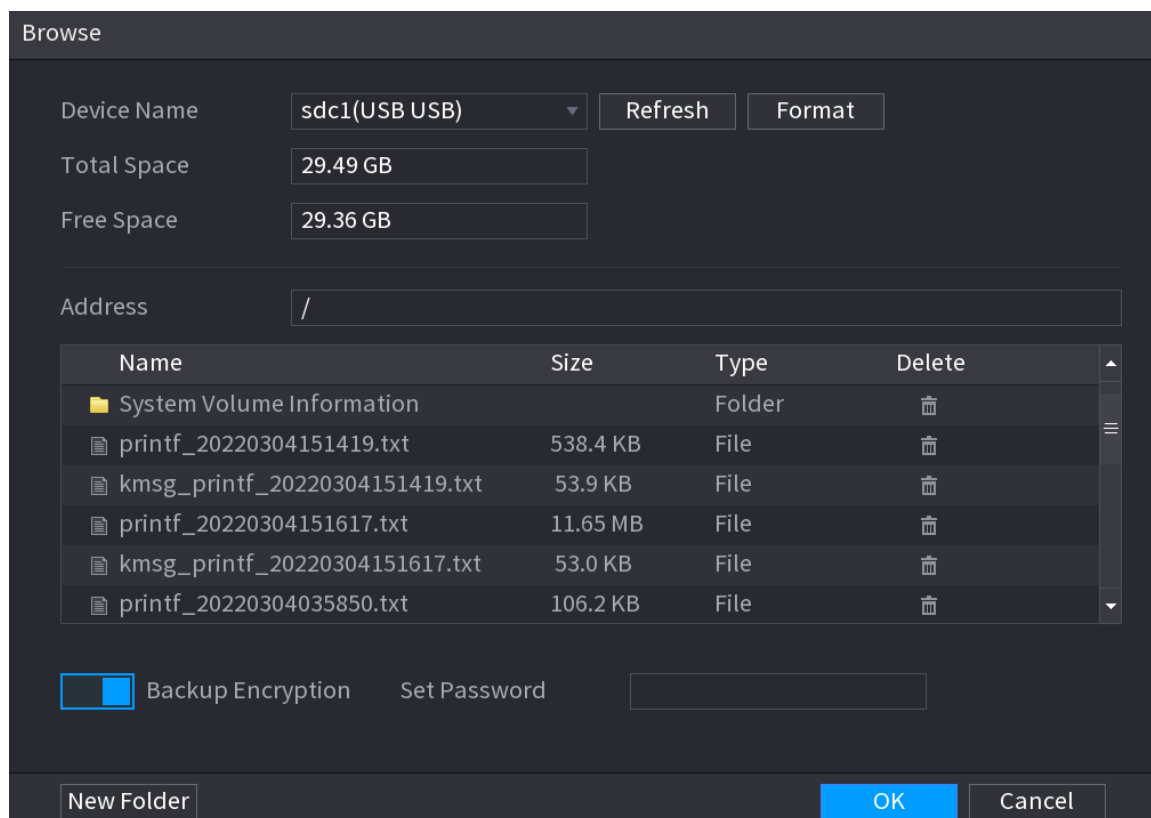 Browse
Device Name sdc1(USB USB) Refresh Format
Total Space 29.49 GB
Free Space 29.36 GB
Address /
Name Size Type Delete
System Volume Information Folder
printf_20220304151419.txt 538.4 KB File
kmsg_printf_20220304151419.txt 53.9 KB File
printf_20220304151617.txt 11.65 MB File
kmsg_printf_20220304151617.txt 53.0 KB File
printf_20220304035850.txt 106.2 KB File
Backup Encryption Set Password
New Folder OK Cancel